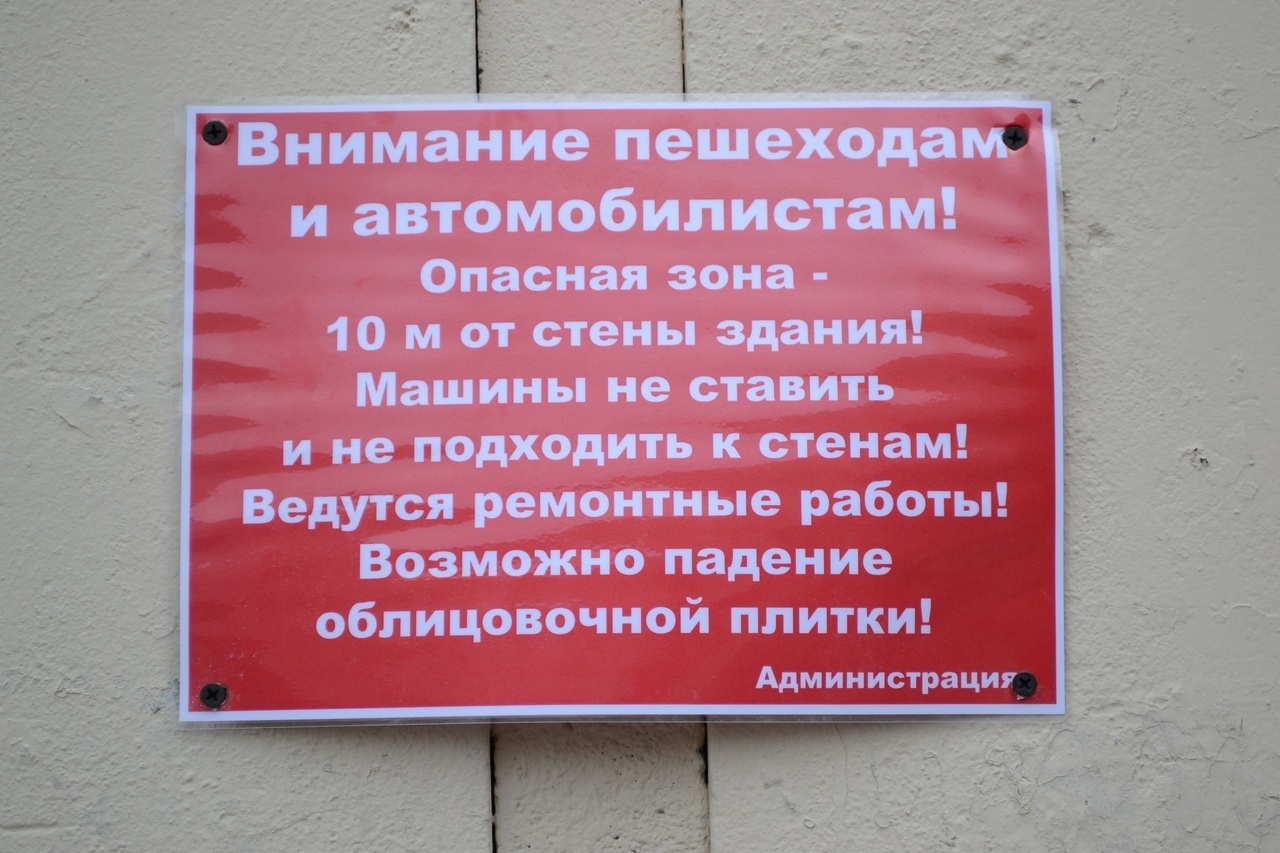 Внимание пешеходам
и автомобилистам!
Опасная зона -
10 м от стены здания!
Машины не ставить
и не подходить к стенам!
Ведутся ремонтные работы!
Возможно падение
облицовочной плитки!
Администрация